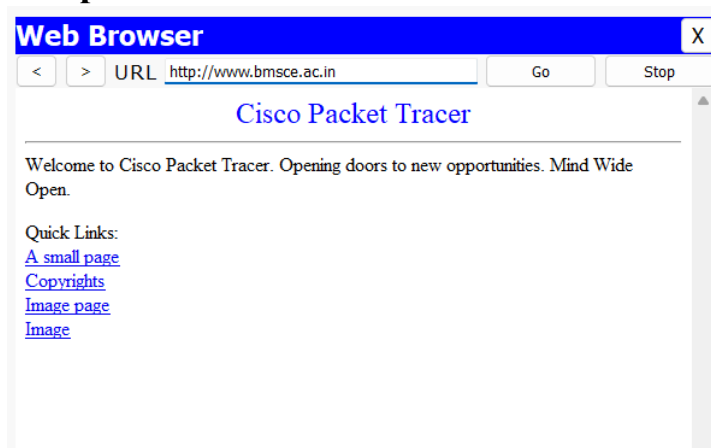 Web Browser X
< > URL http://www.bmsce.ac.in Go Stop
Cisco Packet Tracer
Welcome to Cisco Packet Tracer. Opening doors to new opportunities. Mind Wide
Open.
Quick Links:
A small page
Copyrights
Image page
Image